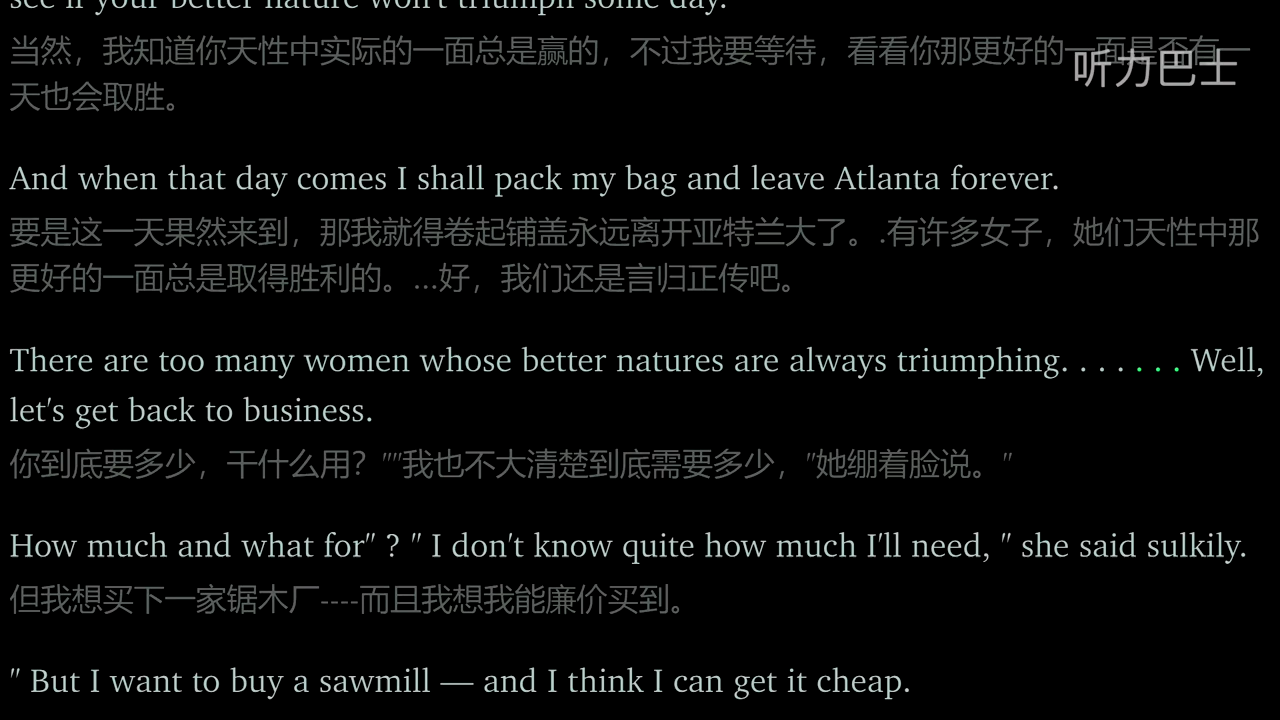 see if your better nature won't triumph some day.
当然，我知道你天性中实际的一面总是赢的，不过我要等待，看看你那更好的一面是否有一
听力巴士
天也会取胜。
And when that day comes I shall pack my bag and leave Atlanta forever.
要是这一天果然来到，那我就得卷起铺盖永远离开亚特兰大了。.有许多女子，她们天性中那
更好的一面总是取得胜利的。...好，我们还是言归正传吧。
There are too many women whose better natures are always triumphing. . . . . . . Well,
let's get back to business.
你到底要多少，干什么用？""我也不大清楚到底需要多少，"她绷着脸说。"
How much and what for" ? " I don't know quite how much I'll need, " she said sulkily.
但我想买下一家锯木厂----而且我想我能廉价买到。
" But I want to buy a sawmill — and I think I can get it cheap.